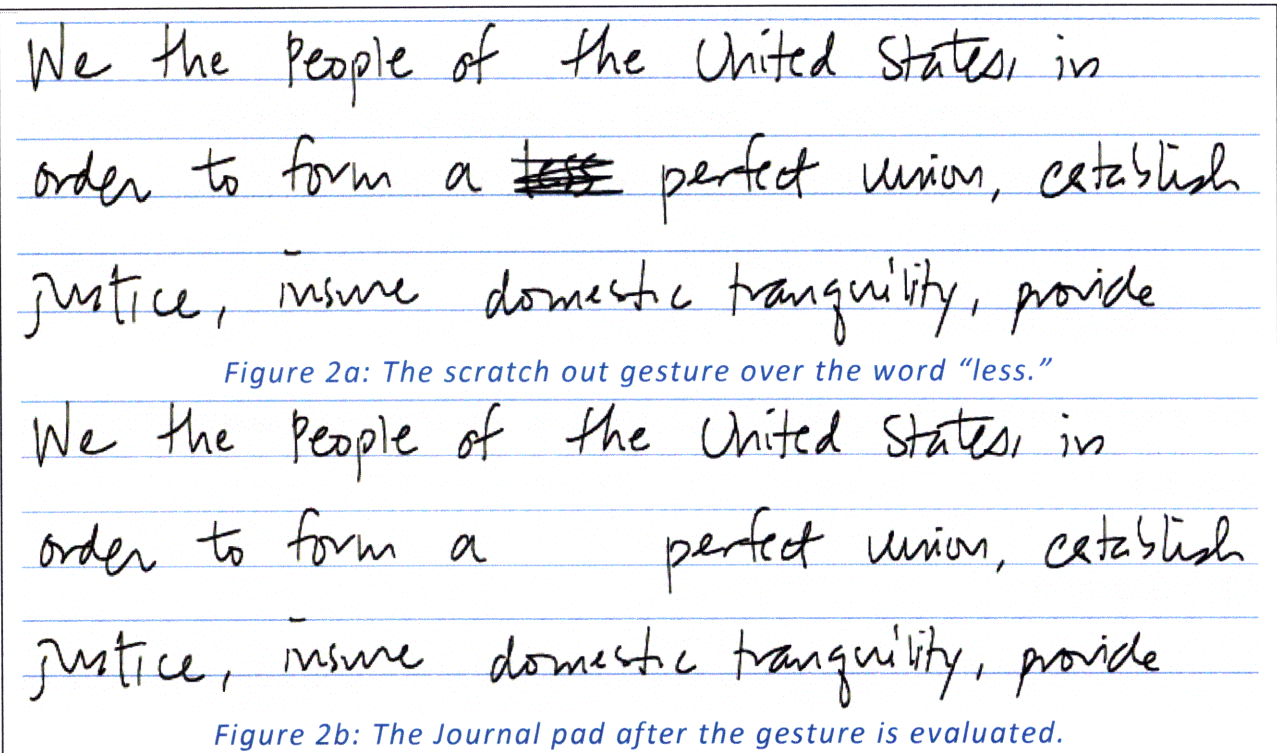 We the People of the United States, in
order to form a less perfect union, establish
justice, insure domestic tranquility, provide
Figure 2a: The scratch out gesture over the word “less.”
We the People of the United States, in
order to form a perfect union, establish
justice, insure domestic tranquility, provide
Figure 2b: The Journal pad after the gesture is evaluated.